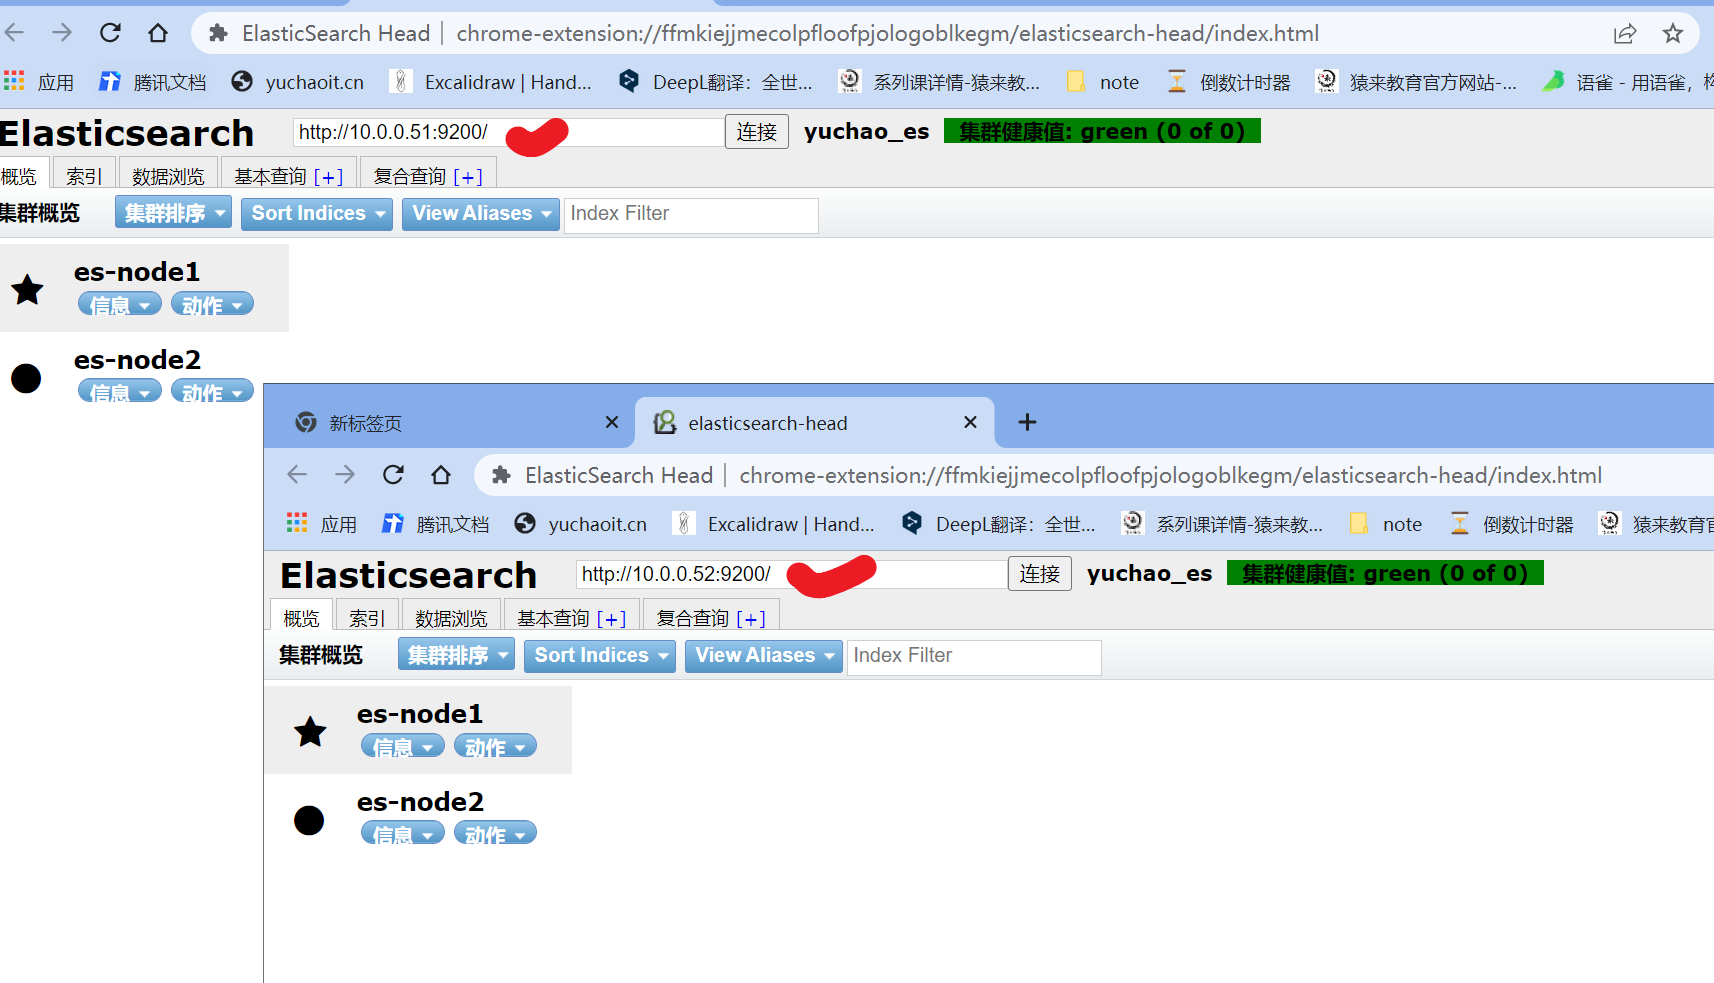 ElasticSearch Head | chrome-extension://ffmkiejjmecolpfloofpjologoblkegm/elasticsearch-head/index.html
应用 腾讯文档 yuchaoit.cn Excalidraw | Hand... DeepL翻译：全世... 系列课详情-猿来教... note 倒数计时器 猿来教育官方网站-... 语雀 - 用语雀，
Elasticsearch http://10.0.0.51:9200/ 连接 yuchao_es 集群健康值: green (0 of 0)
概览 索引 数据浏览 基本查询 [+] 复合查询 [+]
集群概览 集群排序 Sort Indices View Aliases Index Filter
es-node1
信息 动作
es-node2
信息 动作
新标签页 elasticsearch-head
ElasticSearch Head | chrome-extension://ffmkiejjmecolpfloofpjologoblkegm/elasticsearch-head/index.html
应用 腾讯文档 yuchaoit.cn Excalidraw | Hand... DeepL翻译：全世... 系列课详情-猿来教... note 倒数计时器 猿来教育官
Elasticsearch http://10.0.0.52:9200/ 连接 yuchao_es 集群健康值: green (0 of 0)
概览 索引 数据浏览 基本查询 [+] 复合查询 [+]
集群概览 集群排序 Sort Indices View Aliases Index Filter
es-node1
信息 动作
es-node2
信息 动作